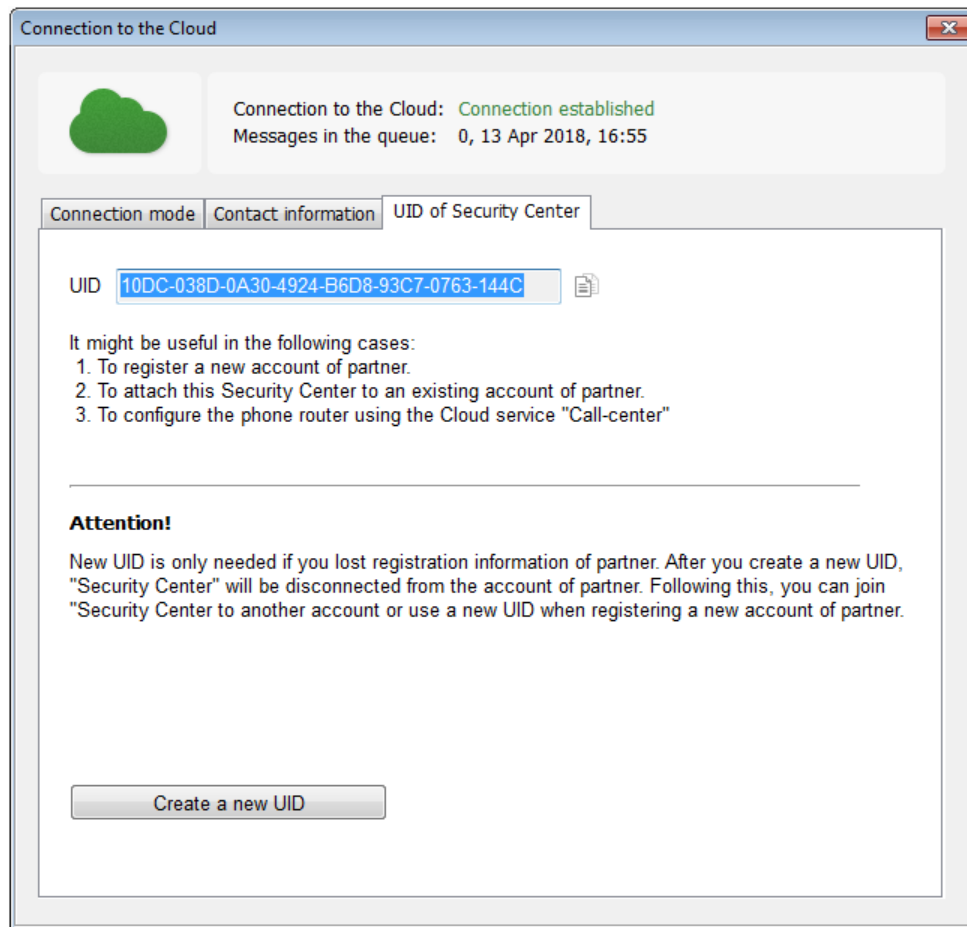 Connection to the Cloud
Connection to the Cloud: Connection established
Messages in the queue: 0, 13 Apr 2018, 16:55
Connection mode Contact information UID of Security Center
UID 10DC-038D-0A30-4924-B6D8-93C7-0763-144C
It might be useful in the following cases:
1. To register a new account of partner.
2. To attach this Security Center to an existing account of partner.
3. To configure the phone router using the Cloud service "Call-center"
Attention!
New UID is only needed if you lost registration information of partner. After you create a new UID,
"Security Center" will be disconnected from the account of partner. Following this, you can join
"Security Center to another account or use a new UID when registering a new account of partner.
Create a new UID